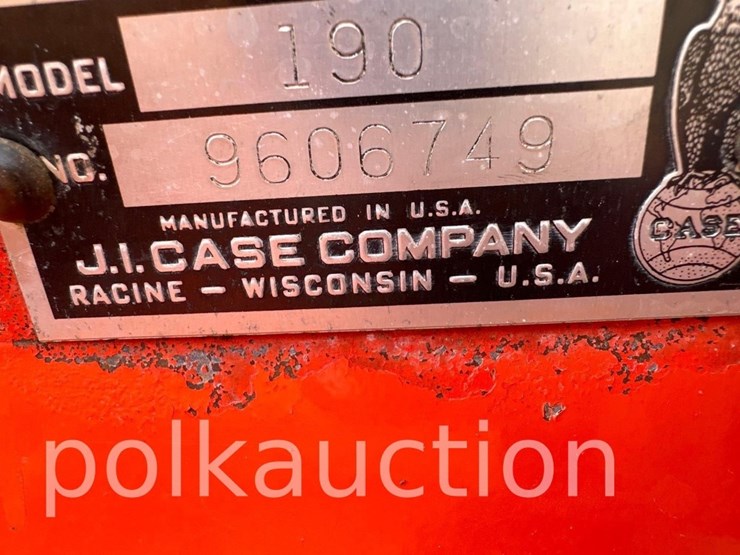 MODEL 190
NO. 9606749
MANUFACTURED IN U.S.A.
J.I. CASE COMPANY
RACINE - WISCONSIN - U.S.A.
CASE
polkauction